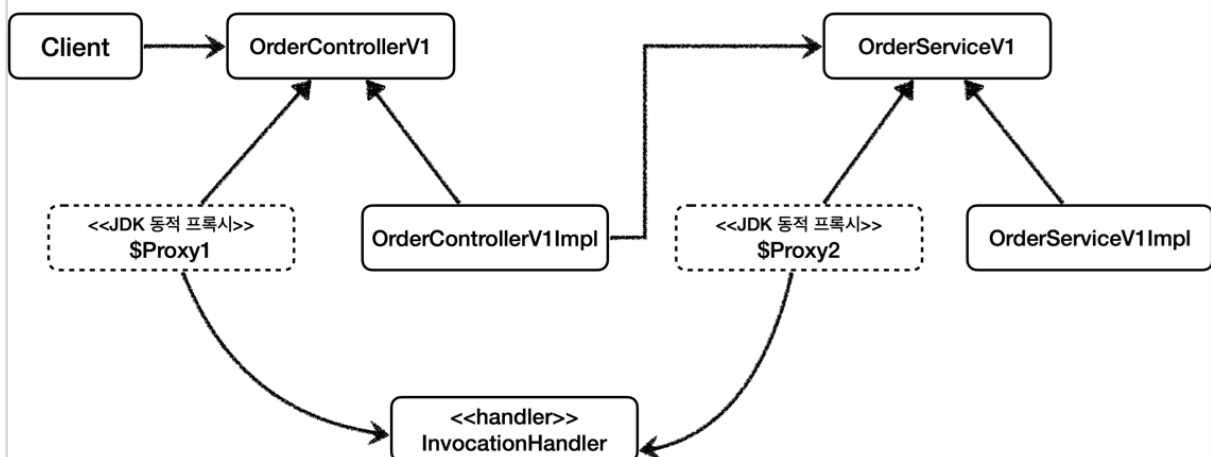 Client
OrderControllerV1
OrderServiceV1
<<JDK 동적 프록시>>
$Proxy1
OrderControllerV1Impl
<<JDK 동적 프록시>>
$Proxy2
OrderServiceV1Impl
<<handler>>
InvocationHandler